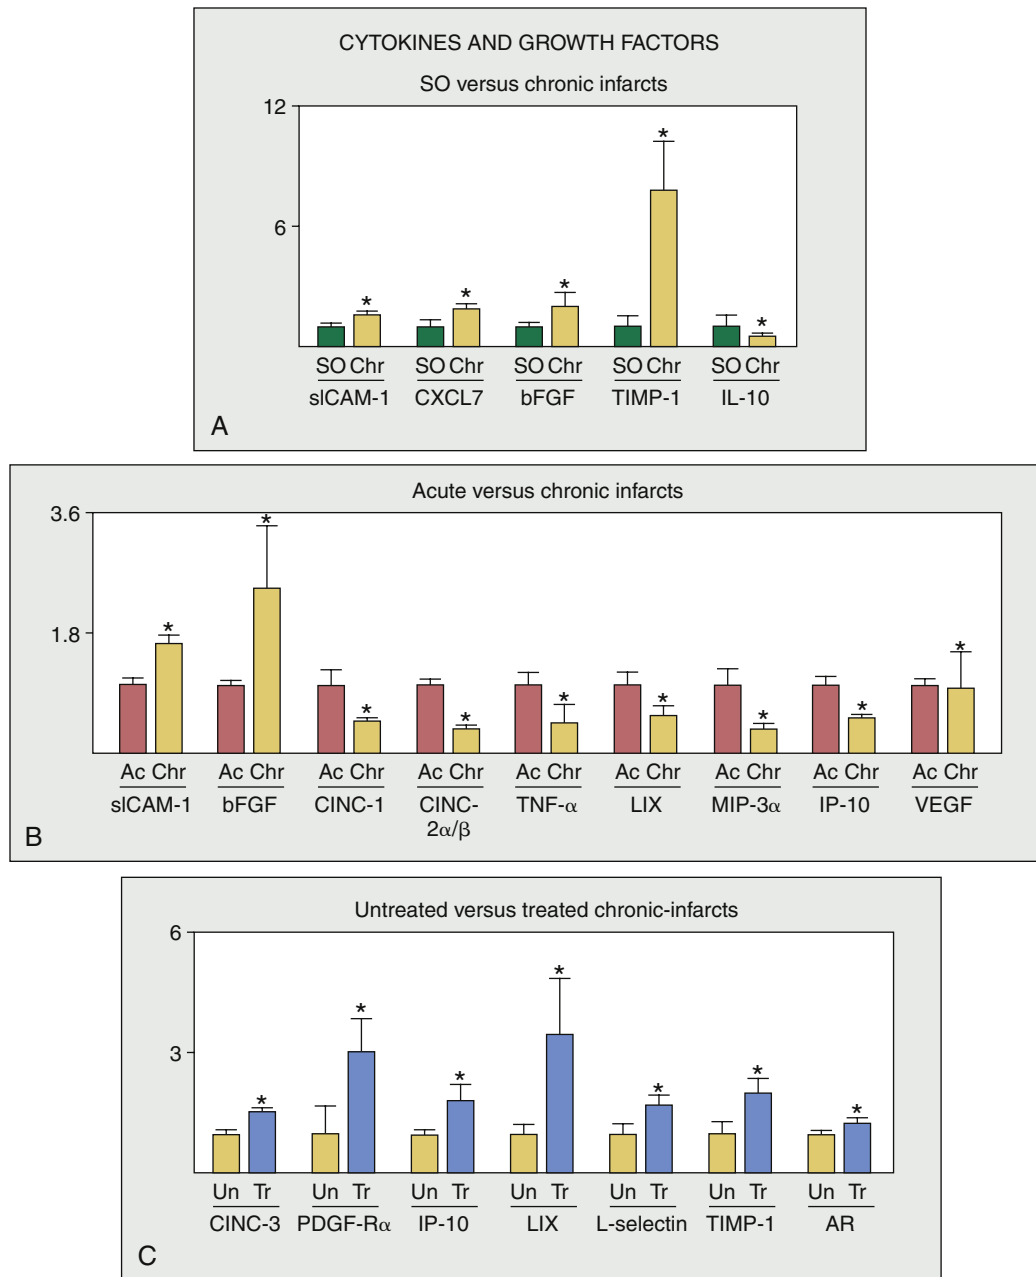 CYTOKINES AND GROWTH FACTORS
SO versus chronic infarcts
12
6
* * * * *
SO Chr SO Chr SO Chr SO Chr SO Chr
sICAM-1 CXCL7 bFGF TIMP-1 IL-10
A
Acute versus chronic infarcts
3.6
1.8
* * * * * * * * *
Ac Chr Ac Chr Ac Chr Ac Chr Ac Chr Ac Chr Ac Chr Ac Chr Ac Chr
sICAM-1 bFGF CINC-1 CINC- TNF-α LIX MIP-3α IP-10 VEGF
2α/β
B
Untreated versus treated chronic-infarcts
6
3
* * * * * * *
Un Tr Un Tr Un Tr Un Tr Un Tr Un Tr Un Tr
CINC-3 PDGF-Rα IP-10 LIX L-selectin TIMP-1 AR
C